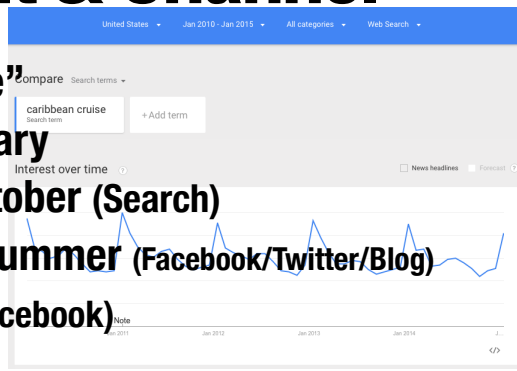 & Channel
United States Jan 2010 - Jan 2015 All categories Web Search
e”
Compare Search terms
caribbean cruise
Search term
+Add term
ary
Interest over time
News headlines Forecast
tober (Search)
ummer (Facebook/Twitter/Blog)
cebook)
Note
Jan 2011 Jan 2012 Jan 2013 Jan 2014 J...
</>